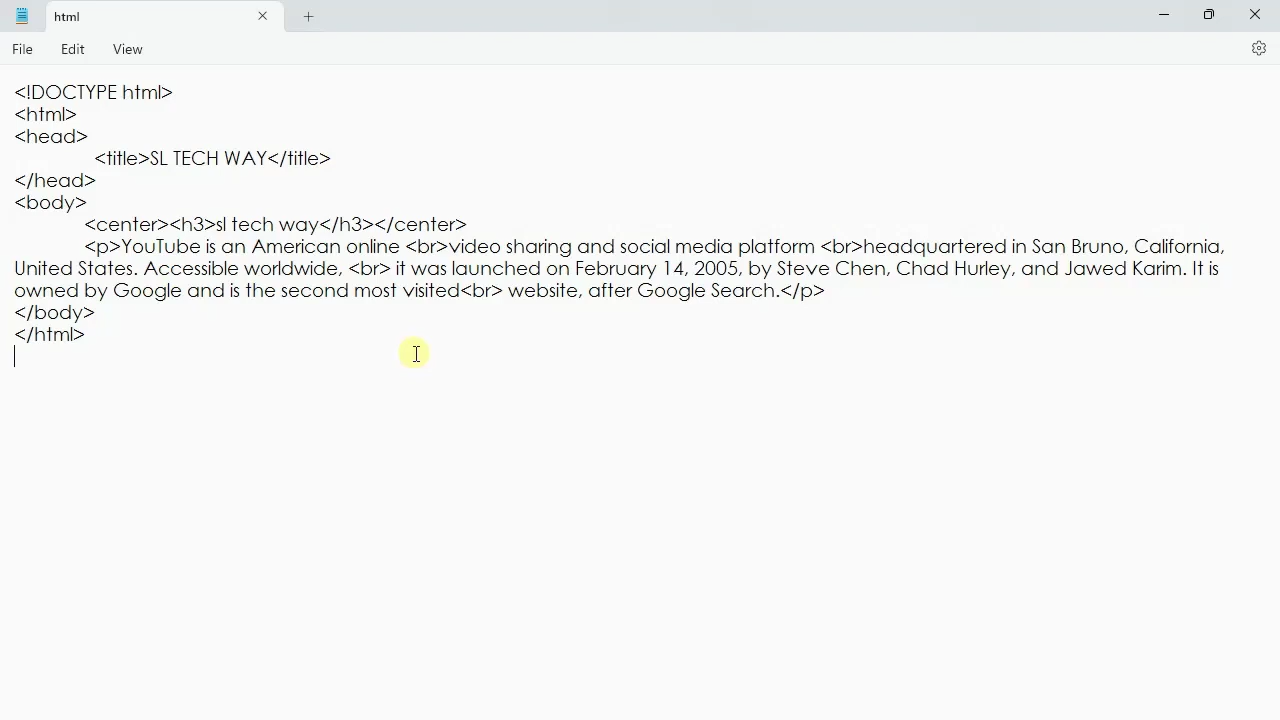 html
File Edit View
<!DOCTYPE html>
<html>
<head>
<title>SL TECH WAY</title>
</head>
<body>
<center><h3>sl tech way</h3></center>
<p>YouTube is an American online <br>video sharing and social media platform <br>headquartered in San Bruno, California,
United States. Accessible worldwide, <br> it was launched on February 14, 2005, by Steve Chen, Chad Hurley, and Jawed Karim. It is
owned by Google and is the second most visited<br> website, after Google Search.</p>
</body>
</html>